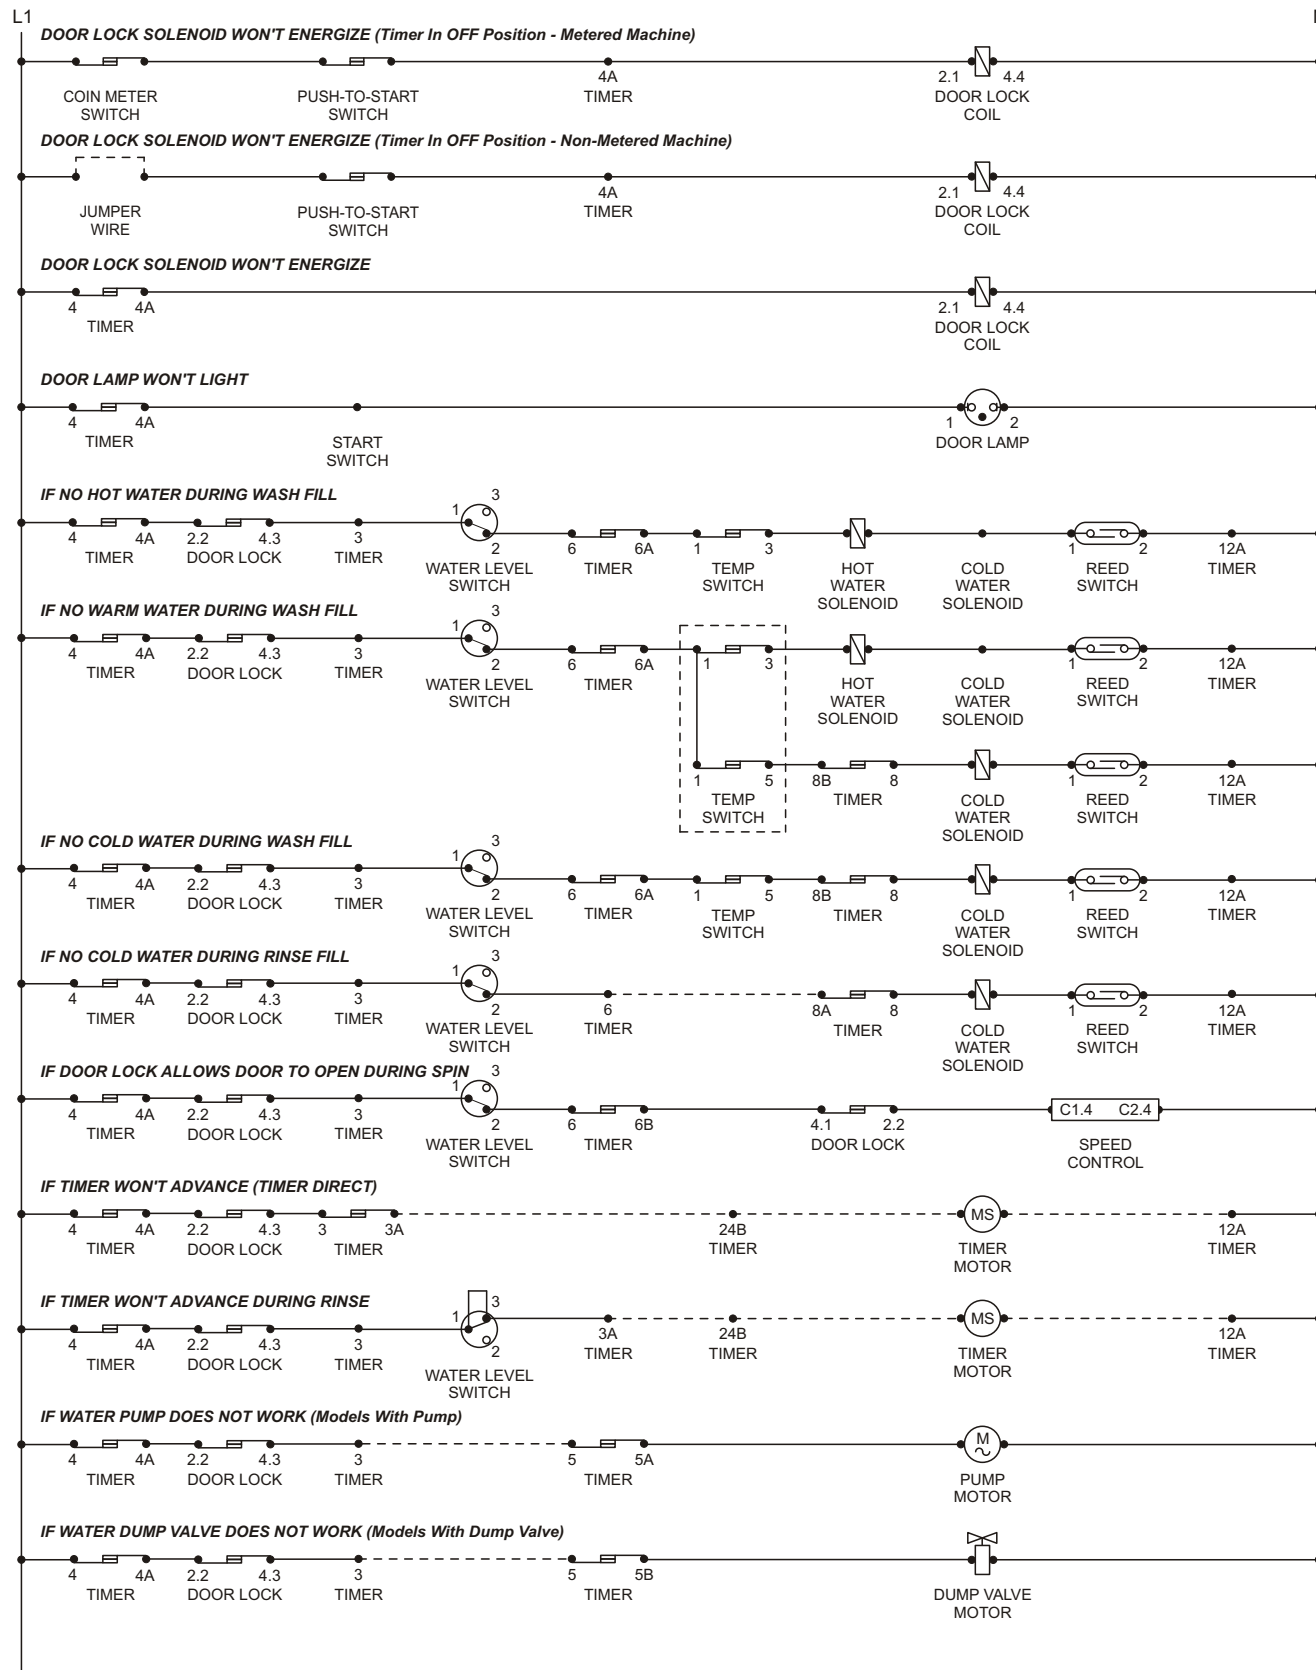 L1
DOOR LOCK SOLENOID WON'T ENERGIZE (Timer In OFF Position - Metered Machine)
4A 2.1 4.4
COIN METER PUSH-TO-START TIMER DOOR LOCK
SWITCH SWITCH COIL
DOOR LOCK SOLENOID WON'T ENERGIZE (Timer In OFF Position - Non-Metered Machine)
4A 2.1 4.4
JUMPER PUSH-TO-START TIMER DOOR LOCK
WIRE SWITCH COIL
DOOR LOCK SOLENOID WON'T ENERGIZE
4 4A 2.1 4.4
TIMER DOOR LOCK
COIL
DOOR LAMP WON'T LIGHT
4 4A 1 2
TIMER START DOOR LAMP
SWITCH
IF NO HOT WATER DURING WASH FILL
3
1
4 4A 2.2 4.3 3 2 6 6A 1 3 1 2 12A
TIMER DOOR LOCK TIMER WATER LEVEL TIMER TEMP HOT COLD REED TIMER
SWITCH SWITCH WATER WATER SWITCH
SOLENOID SOLENOID
IF NO WARM WATER DURING WASH FILL
3
1
4 4A 2.2 4.3 3 2 6 6A 1 3 1 2 12A
TIMER DOOR LOCK TIMER WATER LEVEL TIMER HOT COLD REED TIMER
SWITCH WATER WATER SWITCH
SOLENOID SOLENOID
1 5 8B 8 1 2 12A
TEMP TIMER COLD REED TIMER
SWITCH WATER SWITCH
SOLENOID
IF NO COLD WATER DURING WASH FILL
3
1
4 4A 2.2 4.3 3 2 6 6A 1 5 8B 8 1 2 12A
TIMER DOOR LOCK TIMER WATER LEVEL TIMER TEMP TIMER COLD REED TIMER
SWITCH SWITCH WATER SWITCH
SOLENOID
IF NO COLD WATER DURING RINSE FILL
3
1
4 4A 2.2 4.3 3 2 6 8A 8 1 2 12A
TIMER DOOR LOCK TIMER WATER LEVEL TIMER TIMER COLD REED TIMER
SWITCH WATER SWITCH
SOLENOID
IF DOOR LOCK ALLOWS DOOR TO OPEN DURING SPIN
3
1
4 4A 2.2 4.3 3 2 6 6B 4.1 2.2 C1.4 C2.4
TIMER DOOR LOCK TIMER WATER LEVEL TIMER DOOR LOCK SPEED
SWITCH CONTROL
IF TIMER WON'T ADVANCE (TIMER DIRECT)
MS
4 4A 2.2 4.3 3 3A 24B 12A
TIMER DOOR LOCK TIMER TIMER TIMER TIMER
MOTOR
IF TIMER WON'T ADVANCE DURING RINSE
3
1 MS
4 4A 2.2 4.3 3 2 3A 24B 12A
TIMER DOOR LOCK TIMER WATER LEVEL TIMER TIMER TIMER TIMER
SWITCH MOTOR
IF WATER PUMP DOES NOT WORK (Models With Pump)
M
4 4A 2.2 4.3 3 5 5A
TIMER DOOR LOCK TIMER TIMER PUMP
MOTOR
IF WATER DUMP VALVE DOES NOT WORK (Models With Dump Valve)
4 4A 2.2 4.3 3 5 5B
TIMER DOOR LOCK TIMER TIMER DUMP VALVE
MOTOR